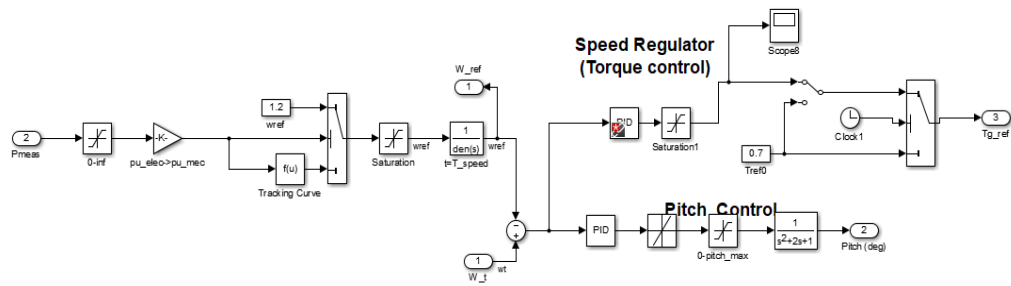 Speed Regulator
(Torque control)
Scope8
W_ref
1
1.2
wref
2
Pmeas
0-inf
-K-
pu_elec->pu_mec
f(u)
Tracking Curve
Saturation
wref
1
den(s)
t=T_speed
wref
PID
Saturation1
Clock1
3
Tg_ref
0.7
Tref0
Pitch Control
−
+
1
W_t
wt
PID
0-pitch_max
1
s²+2s+1
2
Pitch (deg)